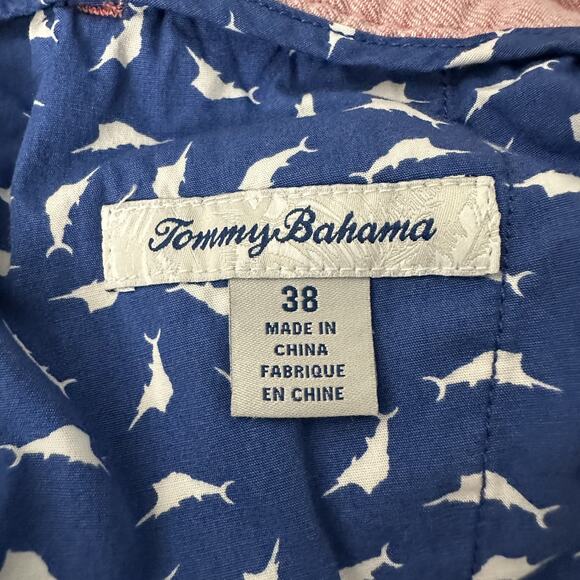 Tommy Bahama
38
MADE IN
CHINA
FABRIQUE
EN CHINE